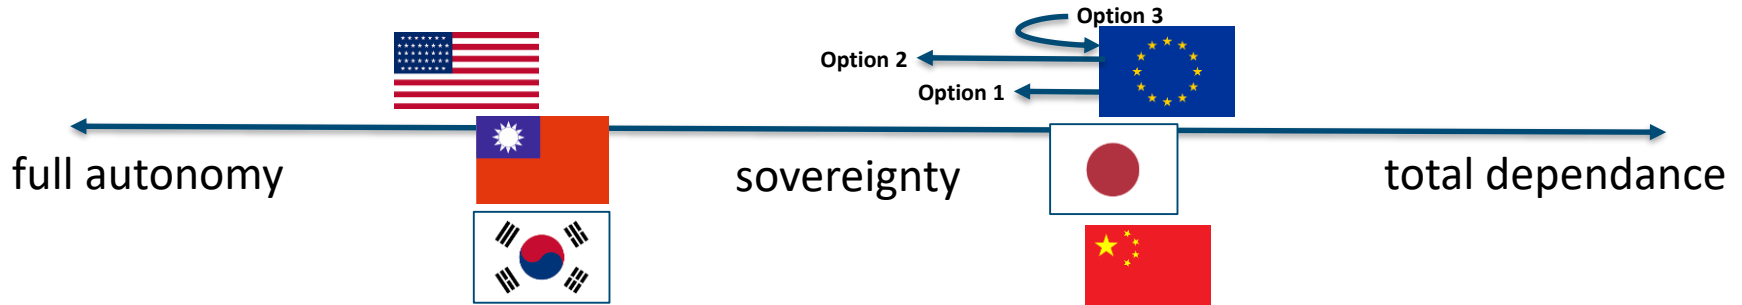 Option 3
Option 2
Option 1
full autonomy
sovereignty
total dependance